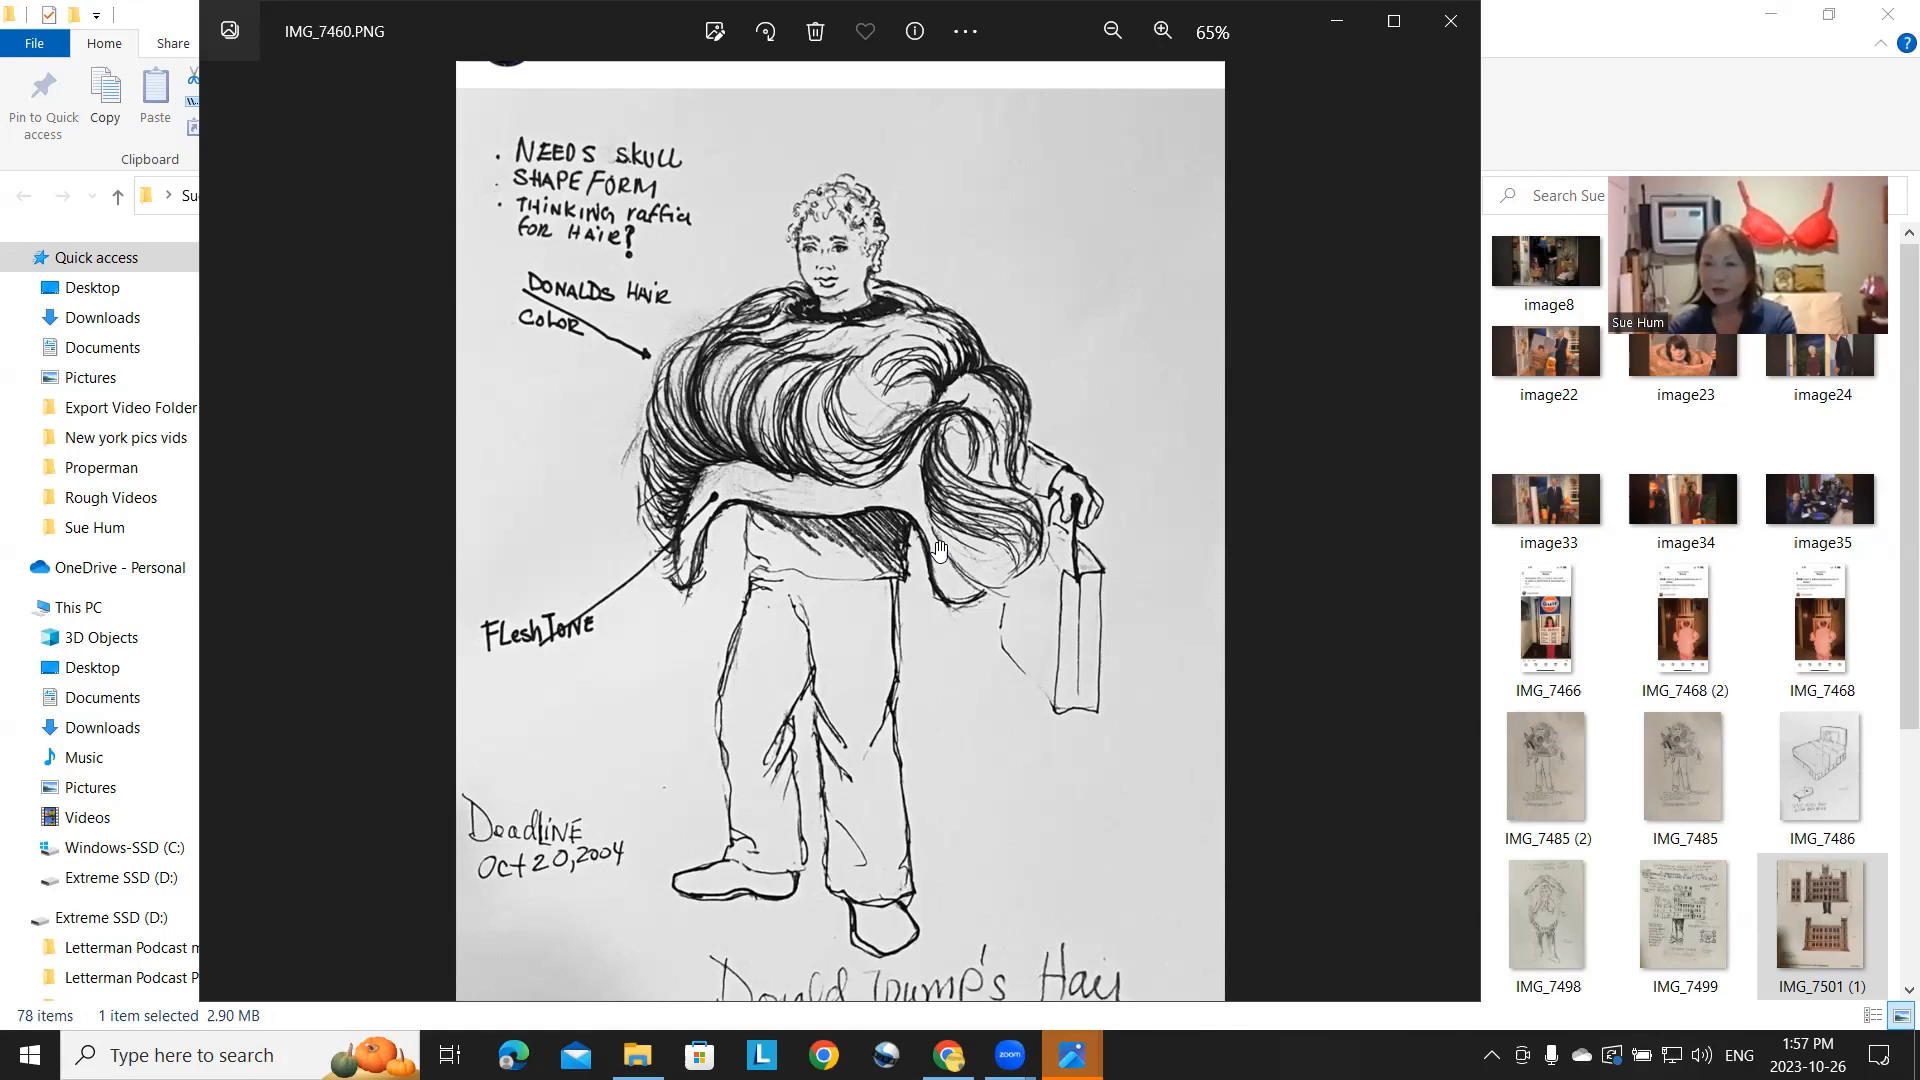 IMG_7460.PNG
65%
File
Home
Share
Pin to Quick
access
Copy
Paste
Clipboard
Su
Search Sue
Quick access
Desktop
Downloads
Documents
Pictures
Export Video Folder
New york pics vids
Properman
Rough Videos
Sue Hum
OneDrive - Personal
This PC
3D Objects
Desktop
Documents
Downloads
Music
Pictures
Videos
Windows-SSD (C:)
Extreme SSD (D:)
Extreme SSD (D:)
Letterman Podcast m
Letterman Podcast P
78 items
1 item selected 2.90 MB
• NEEDS SKULL
• SHAPE FORM
• THINKING raffia
FOR HAIR?
DONALDS HAIR
COLOR
FLESHTONE
DEADLINE
Oct 20, 2004
Donald Trump's Hair
Sue Hum
image8
image22
image23
image24
image33
image34
image35
IMG_7466
IMG_7468 (2)
IMG_7468
IMG_7485 (2)
IMG_7485
IMG_7486
IMG_7498
IMG_7499
IMG_7501 (1)
Type here to search
L
zoom
ENG
1:57 PM
2023-10-26